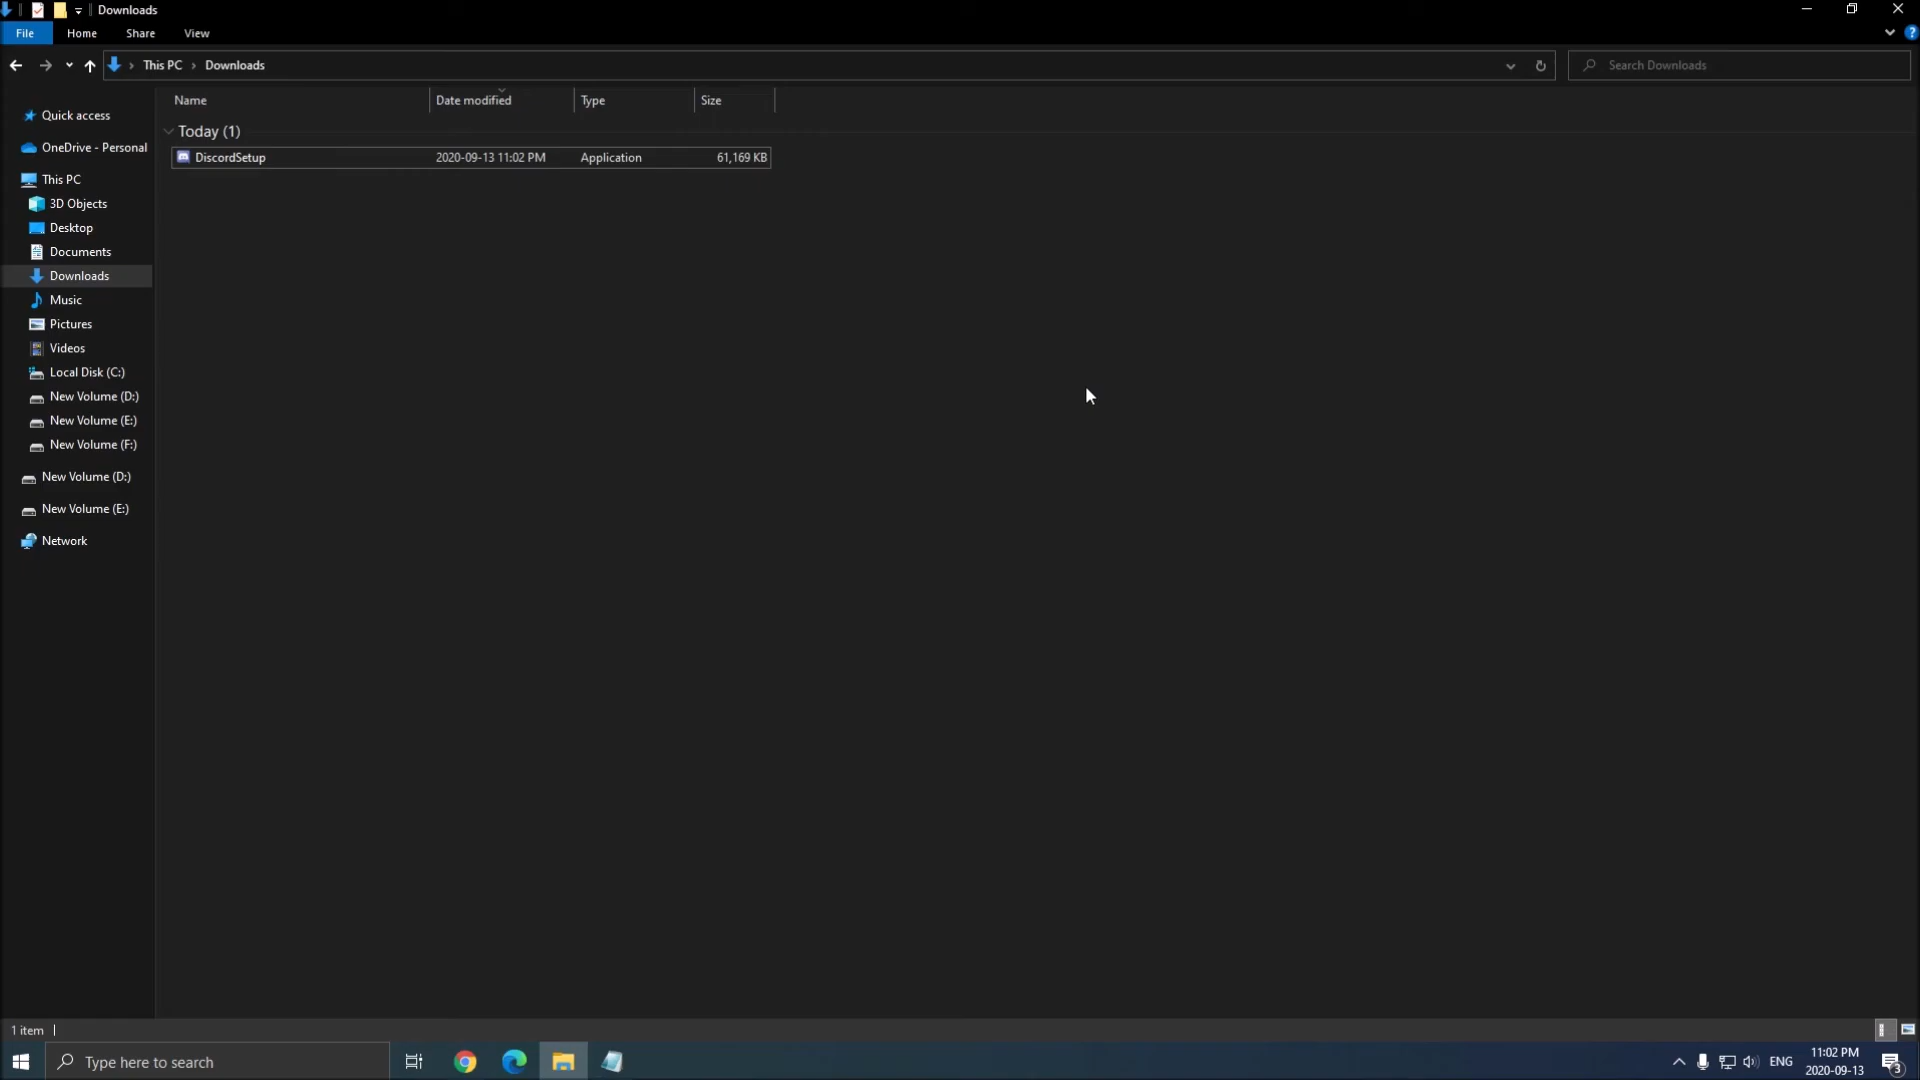 Downloads
File Home Share View
This PC Downloads
Search Downloads
Name Date modified Type Size
Quick access
Today (1)
OneDrive - Personal
DiscordSetup 2020-09-13 11:02 PM Application 61,169 KB
This PC
3D Objects
Desktop
Documents
Downloads
Music
Pictures
Videos
Local Disk (C:)
New Volume (D:)
New Volume (E:)
New Volume (F:)
New Volume (D:)
New Volume (E:)
Network
1 item
Type here to search
ENG
11:02 PM
2020-09-13
3